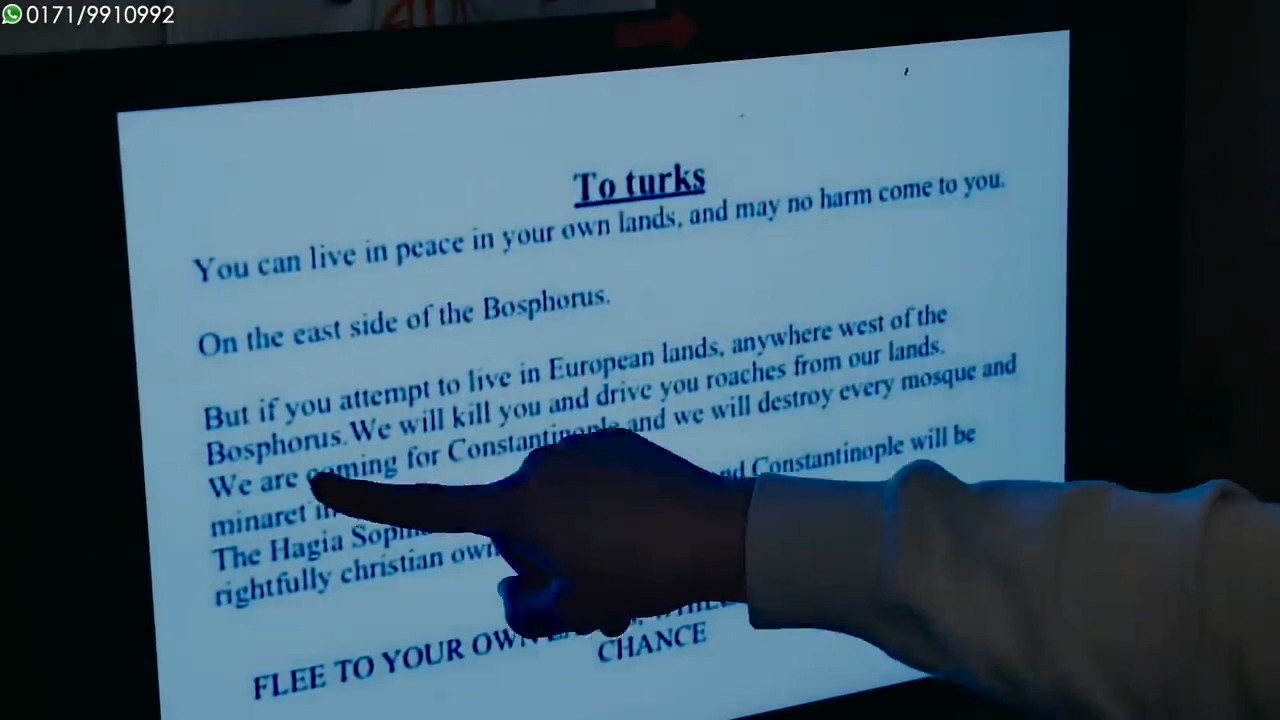 0171/9910992
To turks
You can live in peace in your own lands, and may no harm come to you.
On the east side of the Bosphorus.
But if you attempt to live in European lands, anywhere west of the
Bosphorus.We will kill you and drive you roaches from our lands.
We are coming for Constantinople and we will destroy every mosque and
minaret
The Hagia Constantinople will be
rightfully christian
FLEE TO YOUR OWN
CHANCE